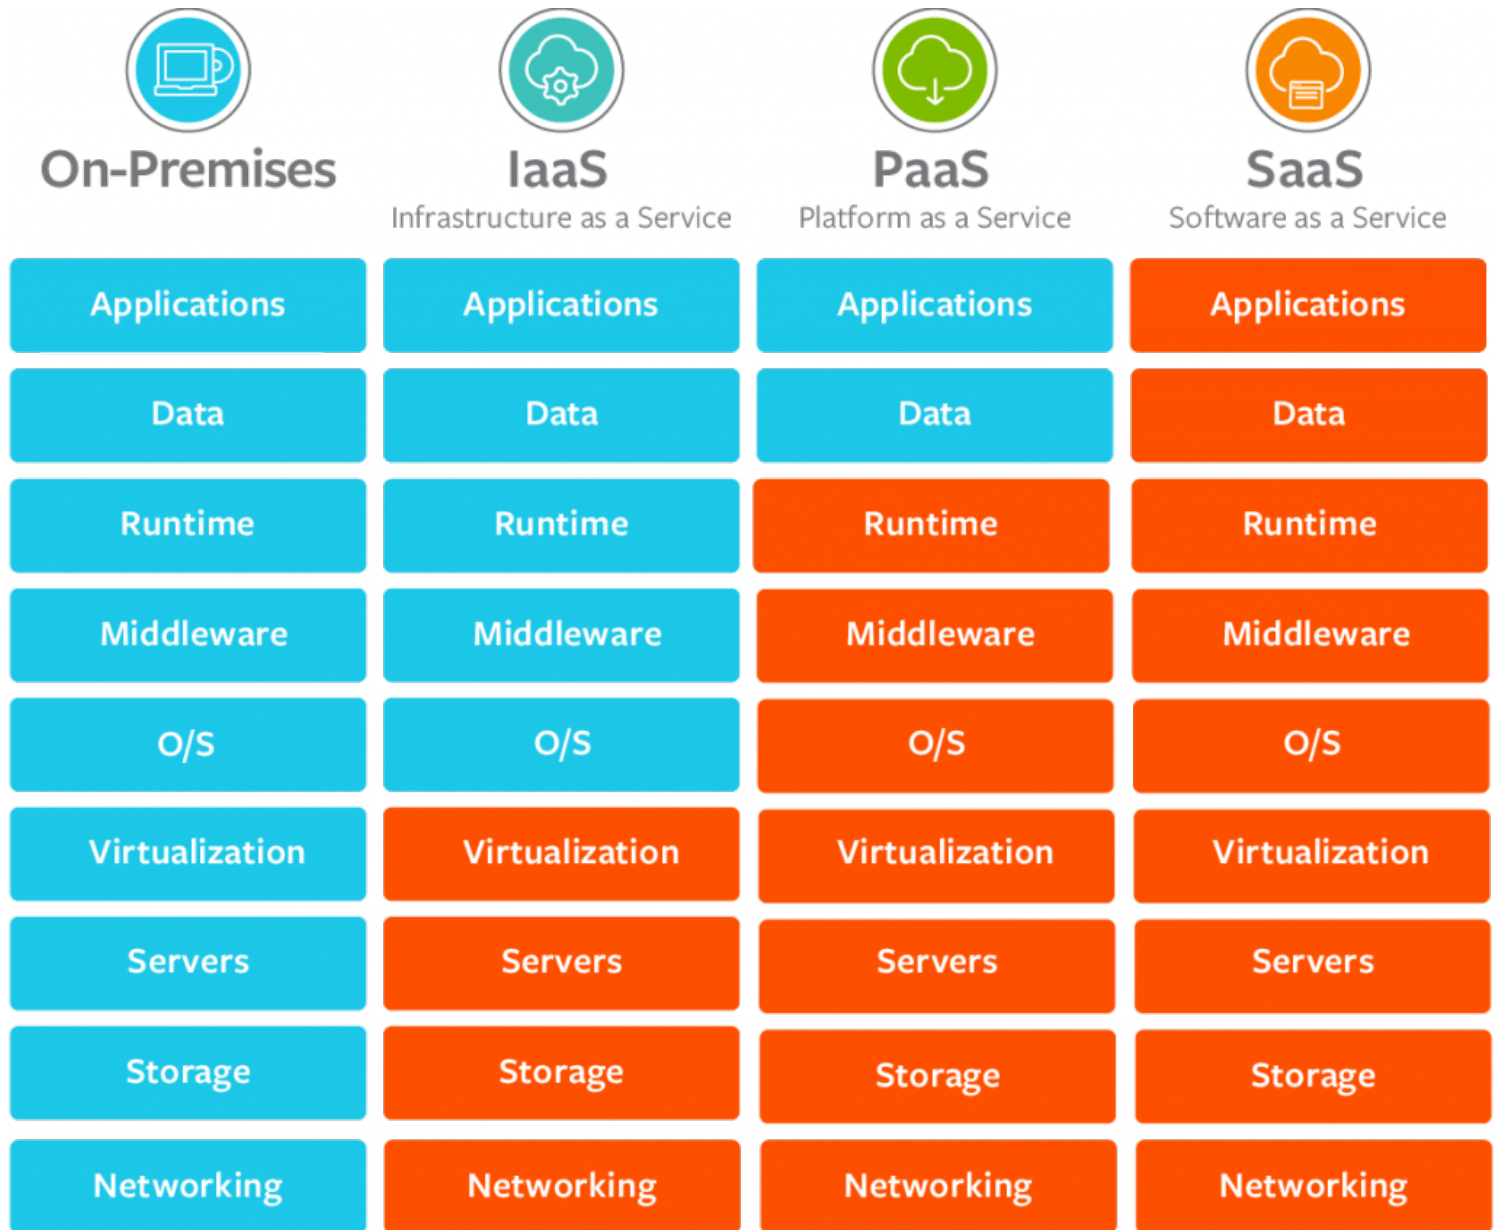 On-Premises
IaaS
Infrastructure as a Service
PaaS
Platform as a Service
SaaS
Software as a Service
Applications
Applications
Applications
Applications
Data
Data
Data
Data
Runtime
Runtime
Runtime
Runtime
Middleware
Middleware
Middleware
Middleware
O/S
O/S
O/S
O/S
Virtualization
Virtualization
Virtualization
Virtualization
Servers
Servers
Servers
Servers
Storage
Storage
Storage
Storage
Networking
Networking
Networking
Networking